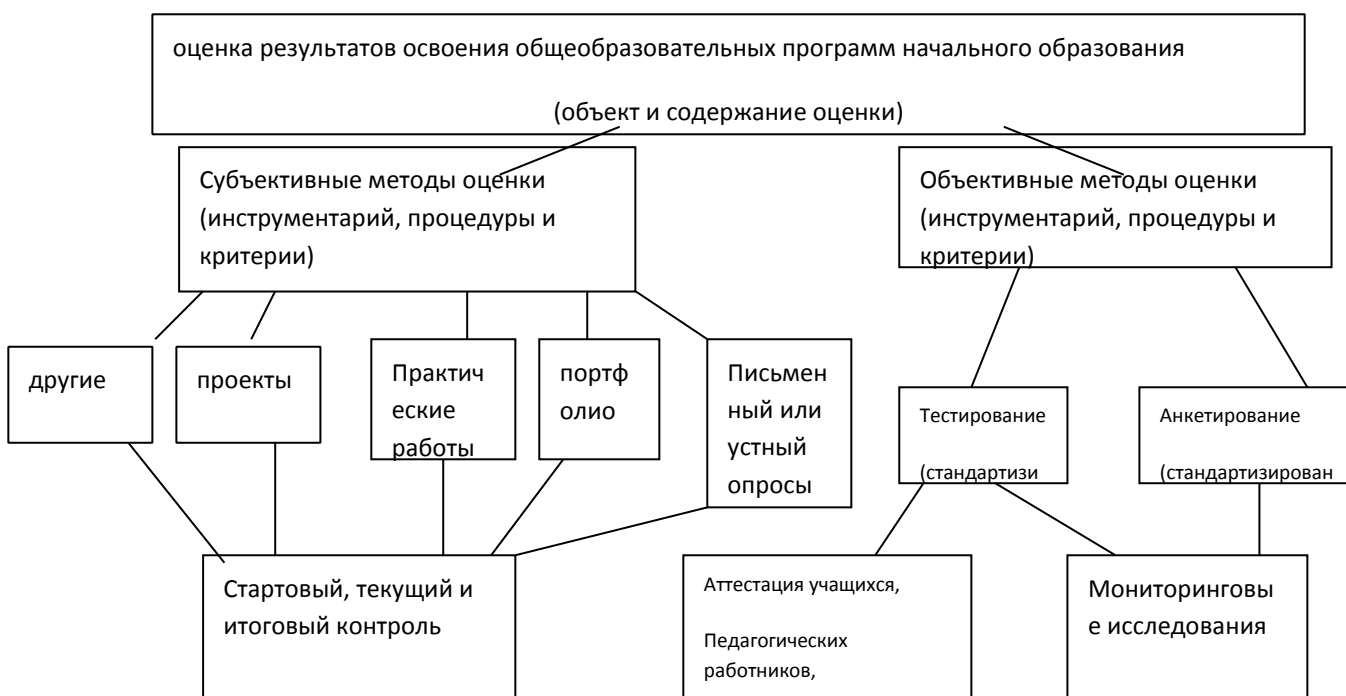 оценка результатов освоения общеобразовательных программ начального образования
(объект и содержание оценки)
Субъективные методы оценки
(инструментарий, процедуры и
критерии)
Объективные методы оценки
(инструментарий, процедуры и
критерии)
другие
проекты
Практич
еские
работы
портф
олио
Письмен
ный или
устный
опросы
Тестирование
(стандартизи
Анкетирование
(стандартизирован
Стартовый, текущий и
итоговый контроль
Аттестация учащихся,
Педагогических
работников,
Мониторинговы
е исследования